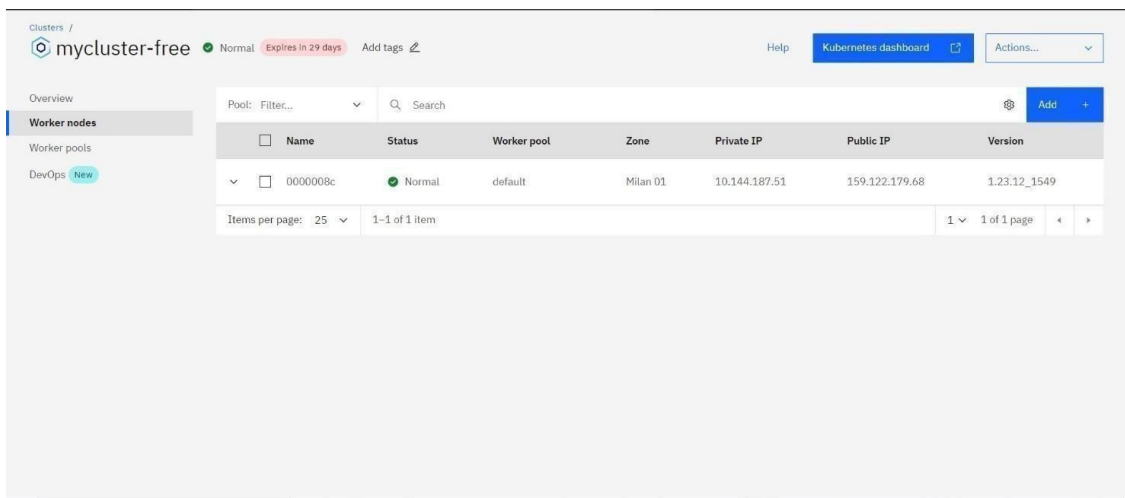 Clusters /
mycluster-free Normal Expires in 29 days Add tags Help Kubernetes dashboard Actions...
Overview
Worker nodes
Worker pools
DevOps New
Pool: Filter... Search Add +
Name Status Worker pool Zone Private IP Public IP Version
0000008c Normal default Milan 01 10.144.187.51 159.122.179.68 1.23.12_1549
Items per page: 25 1–1 of 1 item 1 1 of 1 page